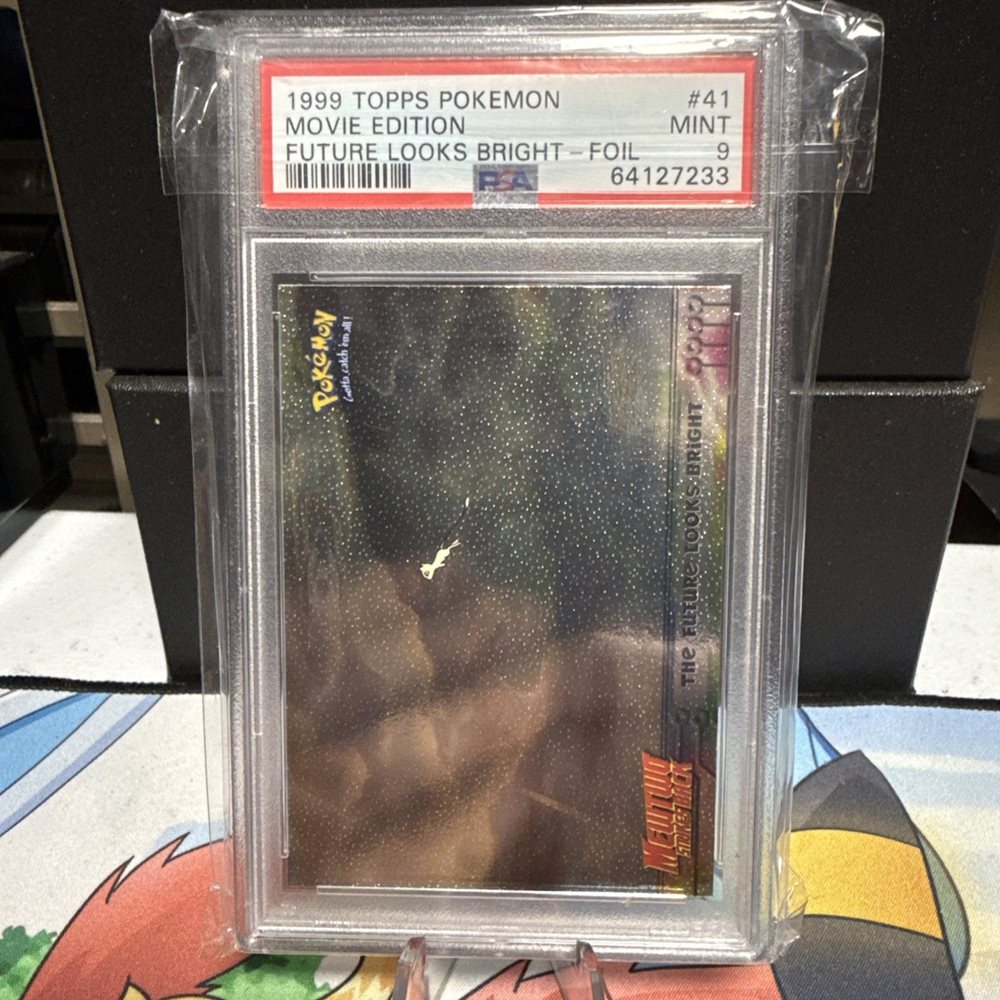 1999 TOPPS POKEMON #41
MOVIE EDITION MINT
FUTURE LOOKS BRIGHT - FOIL 9
PSA 64127233
POKéMON
Gotta catch 'em all!
THe FUTURe LOOKS BRiGHT
MEWTWO
STRIKES BACK